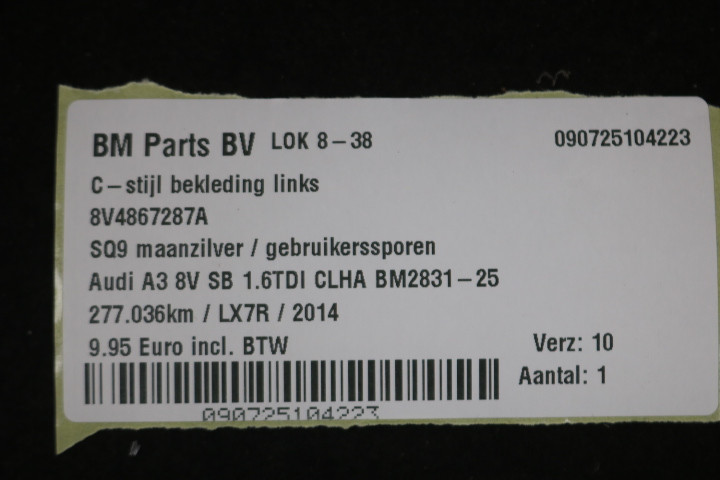 BM Parts BV LOK 8-38 090725104223
C-stijl bekleding links
8V4867287A
SQ9 maanzilver / gebruikerssporen
Audi A3 8V SB 1.6TDI CLHA BM2831-25
277.036km / LX7R / 2014
9.95 Euro incl. BTW Verz: 10
Aantal: 1
090725104223